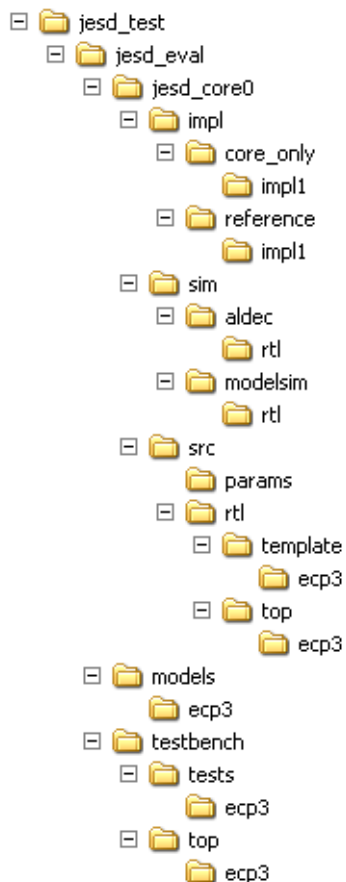 jesd_test
jesd_eval
jesd_core0
impl
core_only
impl1
reference
impl1
sim
aldec
rtl
modelsim
rtl
src
params
rtl
template
ecp3
top
ecp3
models
ecp3
testbench
tests
ecp3
top
ecp3